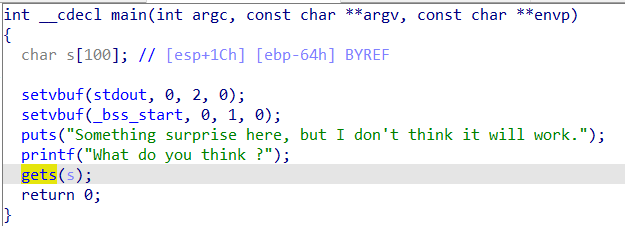 int __cdecl main(int argc, const char **argv, const char **envp)
{
  char s[100]; // [esp+1Ch] [ebp-64h] BYREF

  setvbuf(stdout, 0, 2, 0);
  setvbuf(_bss_start, 0, 1, 0);
  puts("Something surprise here, but I don't think it will work.");
  printf("What do you think ?");
  gets(s);
  return 0;
}